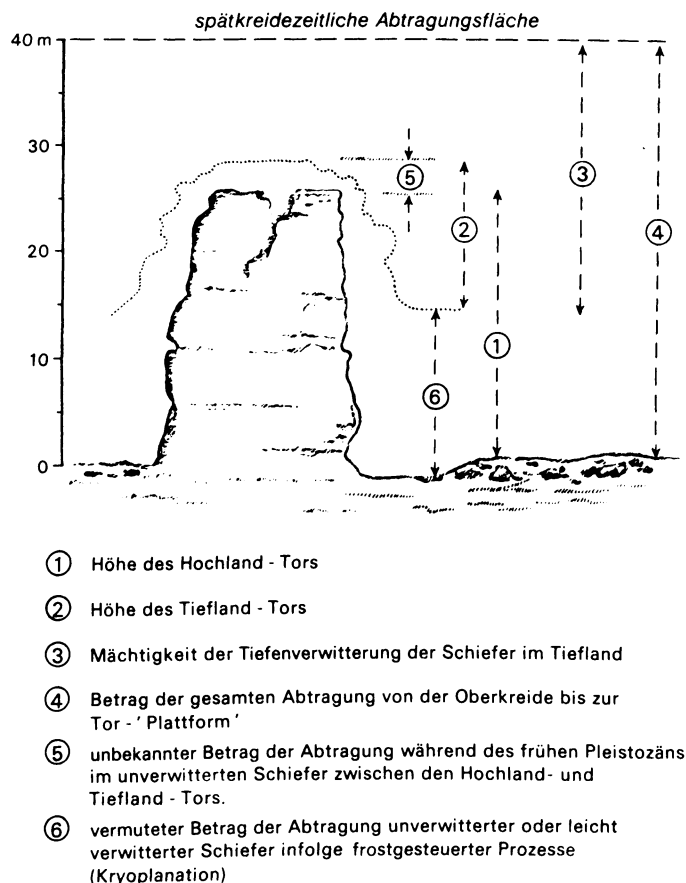 spätkreidezeitliche Abtragungsfläche
40 m
30
20
10
0
5
2
3
4
1
6
1 Höhe des Hochland - Tors
2 Höhe des Tiefland - Tors
3 Mächtigkeit der Tiefenverwitterung der Schiefer im Tiefland
4 Betrag der gesamten Abtragung von der Oberkreide bis zur
Tor - ' Plattform '
5 unbekannter Betrag der Abtragung während des frühen Pleistozäns
im unverwitterten Schiefer zwischen den Hochland- und
Tiefland - Tors.
6 vermuteter Betrag der Abtragung unverwitterter oder leicht
verwitterter Schiefer infolge frostgesteuerter Prozesse
(Kryoplanation)